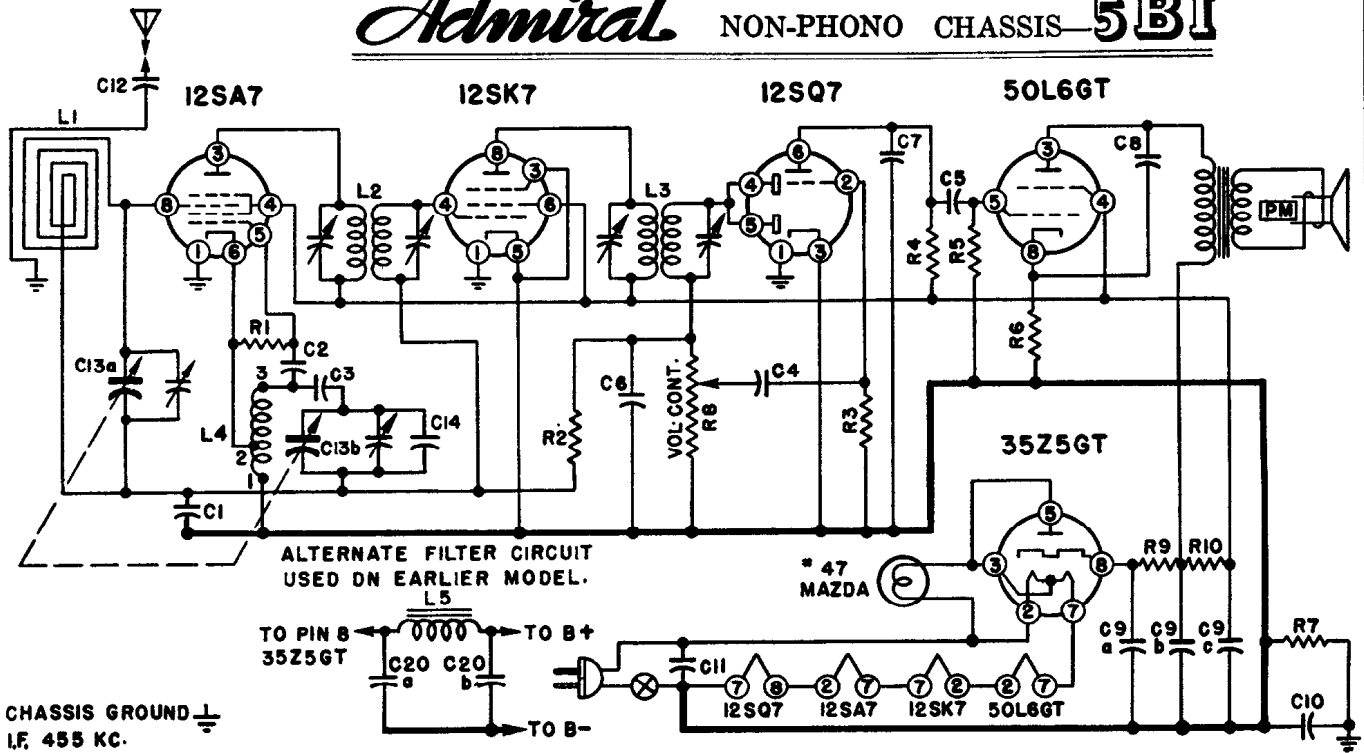 Admiral NON-PHONO CHASSIS—5B1
C12
12SA7
12SK7
12SQ7
50L6GT
L1
3
8
4
5
1
6
L2
8
3
4
6
1
5
L3
6
4
2
5
1
3
C7
C5
R4
R5
3
5
4
8
C8
PM
R6
R1
C2
C13a
3
C3
L4
2
1
C13b
C14
R2
C6
VOL-CONT.
R8
C4
R3
C1
35Z5GT
5
3
8
2
7
R9
R10
ALTERNATE FILTER CIRCUIT
USED ON EARLIER MODEL.
L5
* 47
MAZDA
TO PIN 8
35Z5GT
TO B+
C20
a
C20
b
TO B-
C11
7
8
2
7
7
2
2
7
12SQ7
12SA7
12SK7
50L6GT
C9
a
C9
b
C9
c
R7
C10
CHASSIS GROUND
I.F. 455 KC.